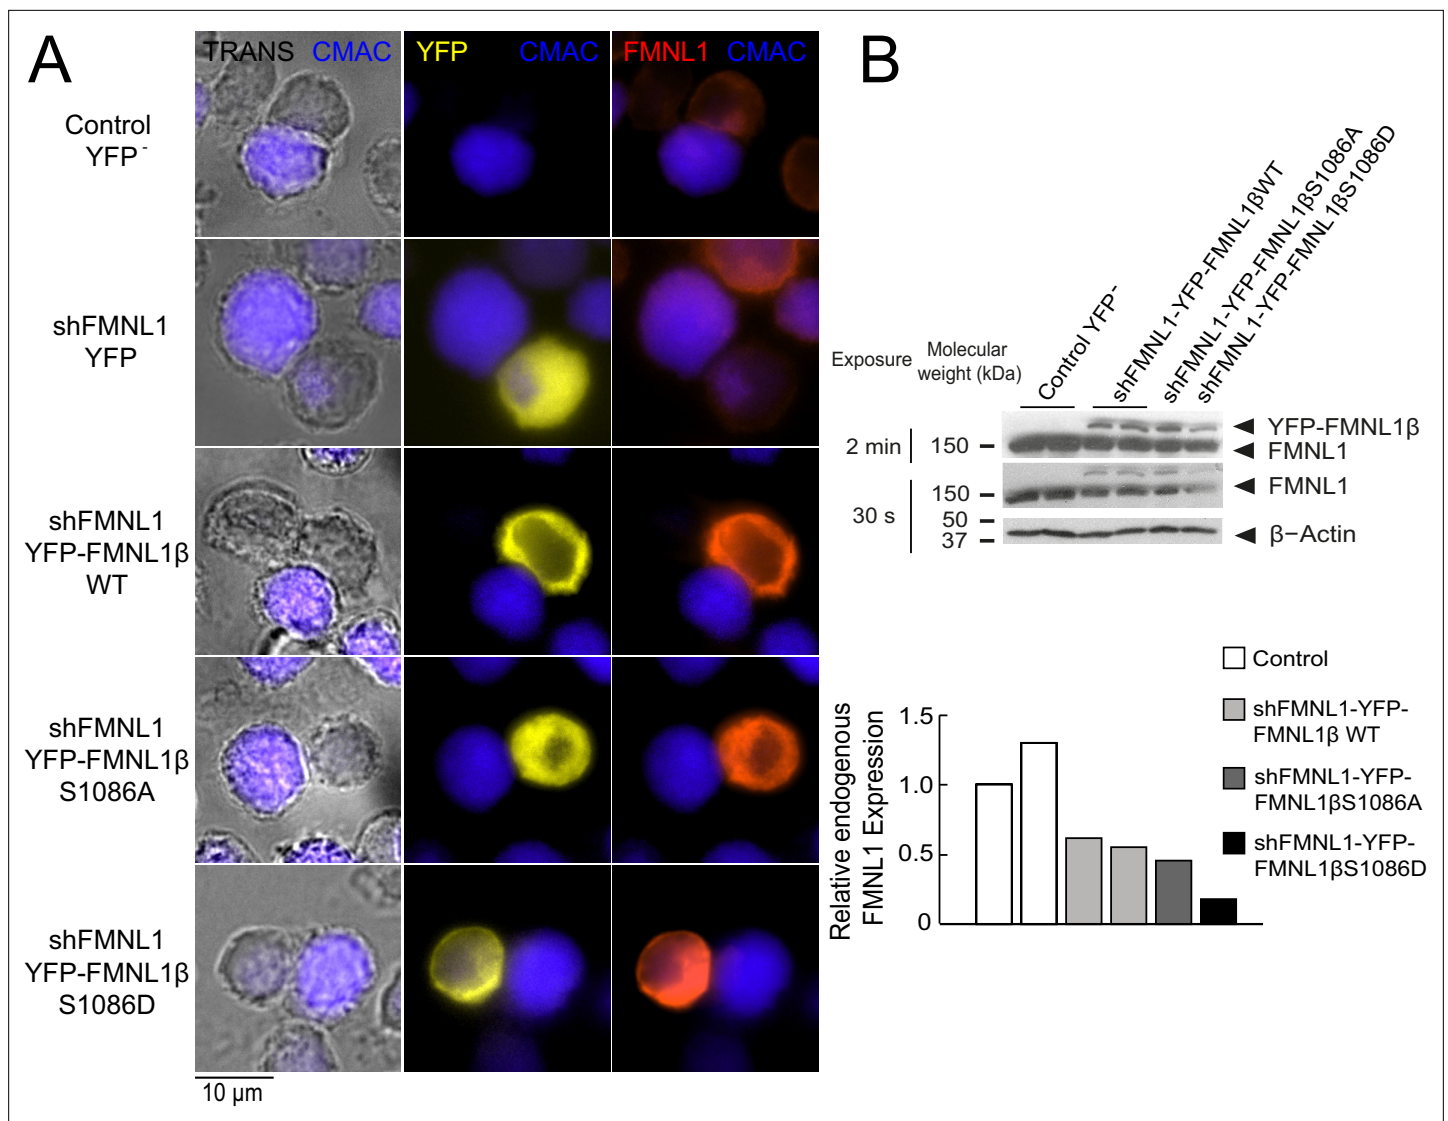 A
TRANS CMAC
YFP CMAC
FMNL1 CMAC
Control
YFP-
shFMNL1
YFP
shFMNL1
YFP-FMNL1β
WT
shFMNL1
YFP-FMNL1β
S1086A
shFMNL1
YFP-FMNL1β
S1086D
10 μm
B
Control YFP-
shFMNL1-YFP-FMNL1βWT
shFMNL1-YFP-FMNL1βS1086A
shFMNL1-YFP-FMNL1βS1086D
Exposure
Molecular
weight (kDa)
2 min
150
YFP-FMNL1β
FMNL1
30 s
150
FMNL1
50
37
β-Actin
Relative endogenous
FMNL1 Expression
1.5
1.0
0.5
0
Control
shFMNL1-YFP-
FMNL1β WT
shFMNL1-YFP-
FMNL1βS1086A
shFMNL1-YFP-
FMNL1βS1086D